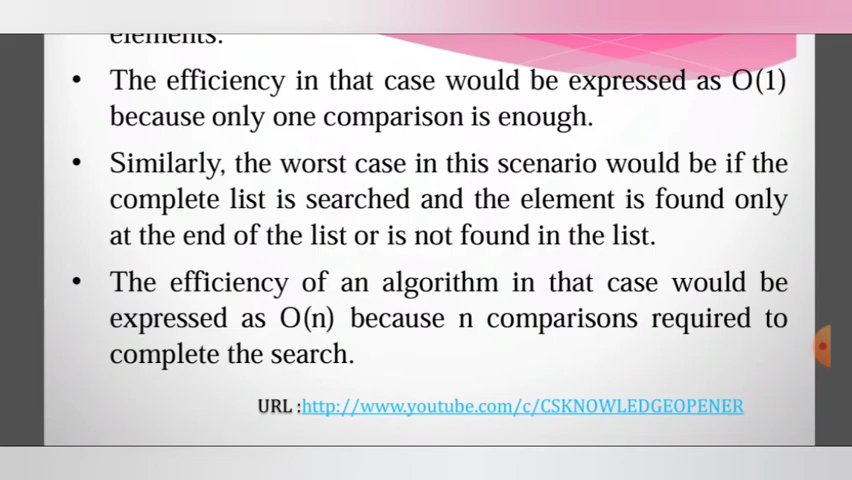 elements.
• The efficiency in that case would be expressed as O(1)
because only one comparison is enough.
• Similarly, the worst case in this scenario would be if the
complete list is searched and the element is found only
at the end of the list or is not found in the list.
• The efficiency of an algorithm in that case would be
expressed as O(n) because n comparisons required to
complete the search.
URL :http://www.youtube.com/c/CSKNOWLEDGEOPENER